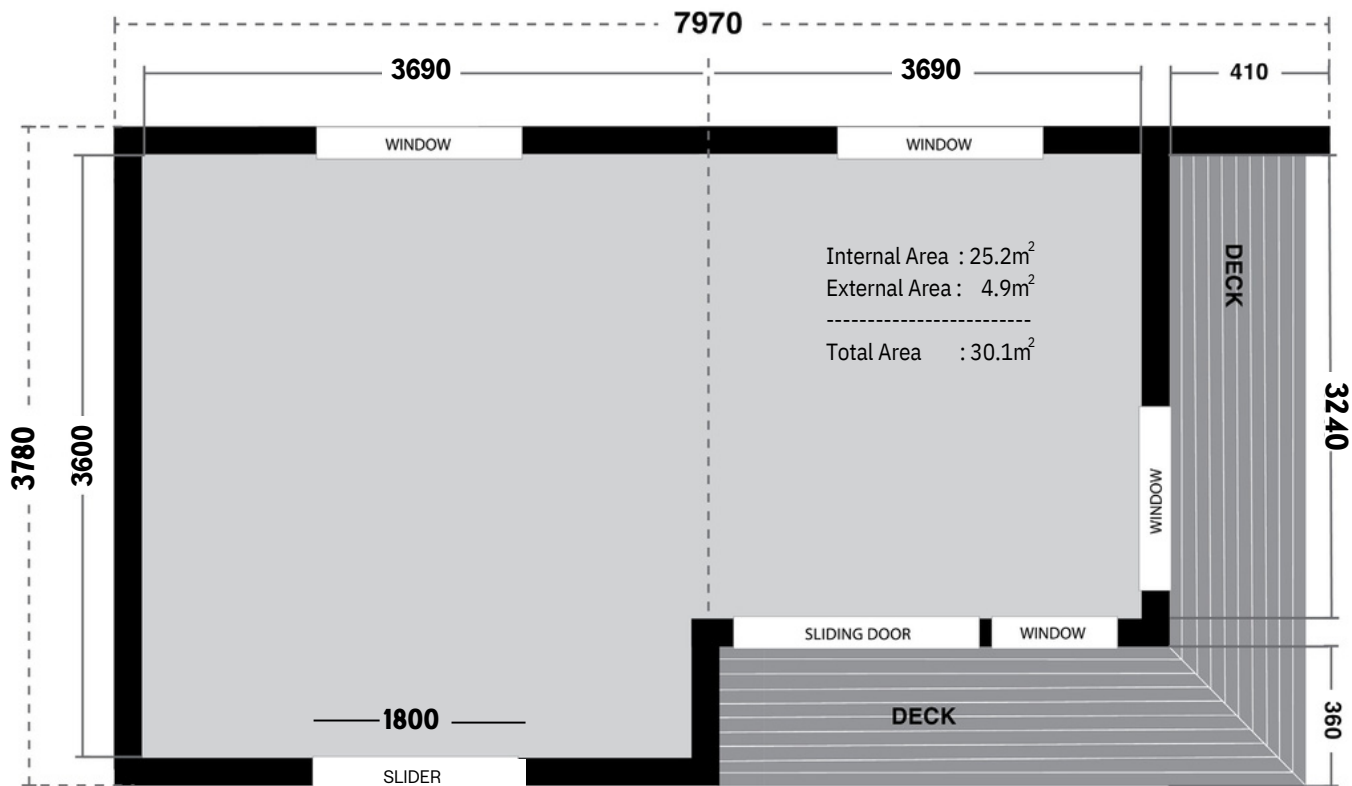 7970
3690
3690
410
WINDOW
WINDOW
Internal Area : 25.2m²
External Area : 4.9m²
-------------------------
Total Area : 30.1m²
DECK
3780
3600
3240
WINDOW
SLIDING DOOR
WINDOW
1800
DECK
360
SLIDER